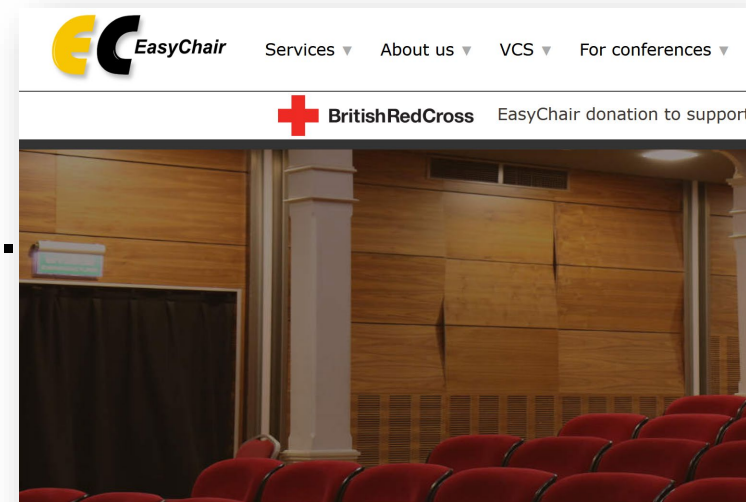 EasyChair
Services ▼ About us ▼ VCS ▼ For conferences ▼
BritishRedCross EasyChair donation to support